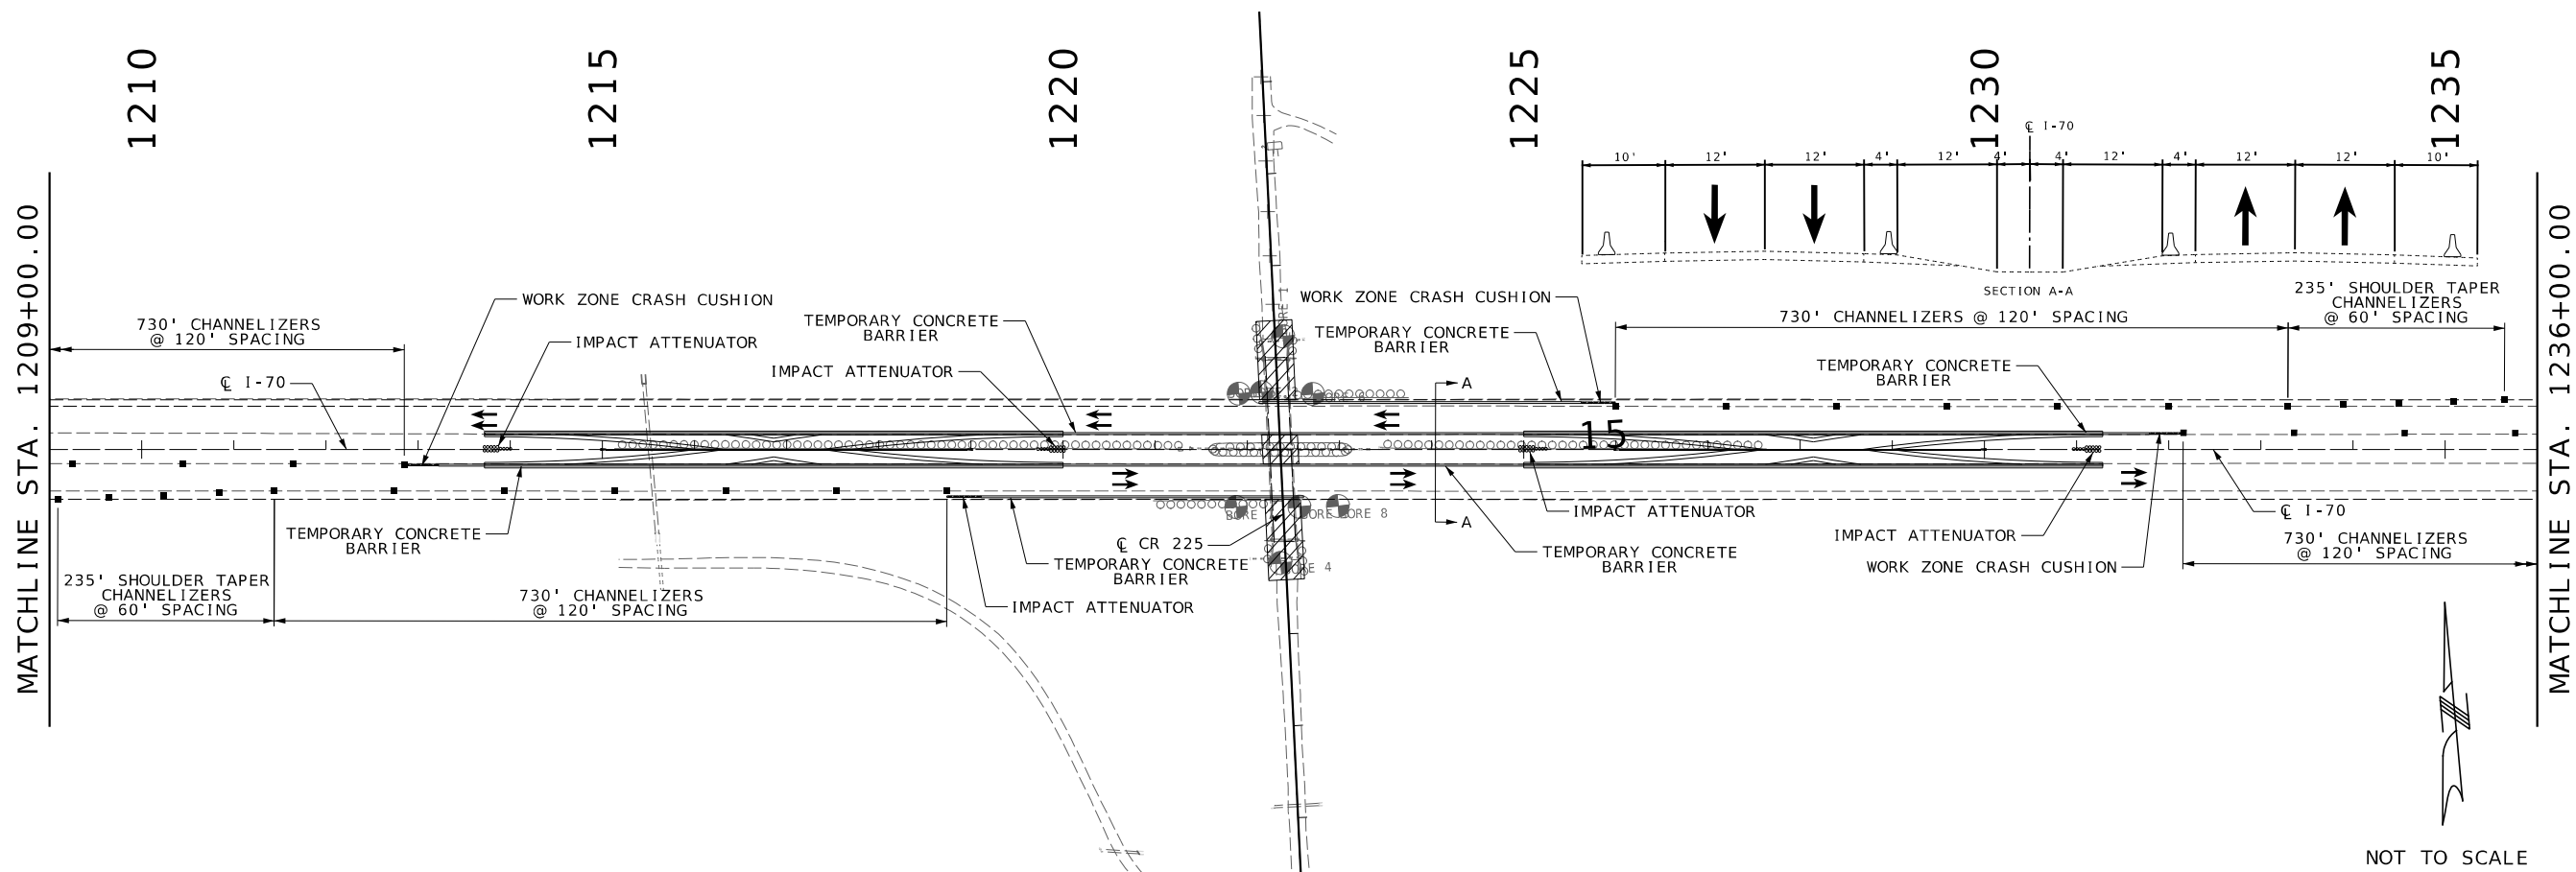 1210
1215
1220
1225
1230
1235
MATCHLINE STA. 1209+00.00
MATCHLINE STA. 1236+00.00
℄ I-70
10' 12' 12' 4' 12' 4' 4' 12' 4' 12' 12' 10'
SECTION A-A
730' CHANNELIZERS
@ 120' SPACING
℄ I-70
WORK ZONE CRASH CUSHION
IMPACT ATTENUATOR
TEMPORARY CONCRETE
BARRIER
IMPACT ATTENUATOR
WORK ZONE CRASH CUSHION
TEMPORARY CONCRETE
BARRIER
730' CHANNELIZERS @ 120' SPACING
235' SHOULDER TAPER
CHANNELIZERS
@ 60' SPACING
TEMPORARY CONCRETE
BARRIER
A
15
A
TEMPORARY CONCRETE
BARRIER
235' SHOULDER TAPER
CHANNELIZERS
@ 60' SPACING
730' CHANNELIZERS
@ 120' SPACING
℄ CR 225
TEMPORARY CONCRETE
BARRIER
IMPACT ATTENUATOR
BORE 8
4
IMPACT ATTENUATOR
TEMPORARY CONCRETE
BARRIER
IMPACT ATTENUATOR
WORK ZONE CRASH CUSHION
℄ I-70
730' CHANNELIZERS
@ 120' SPACING
N
NOT TO SCALE